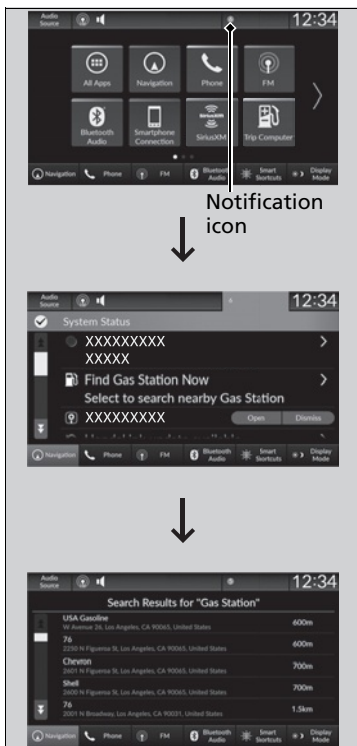 Audio
Source
12:34
All Apps
Navigation
Phone
FM
Bluetooth
Audio
Smartphone
Connection
SiriusXM
SiriusXM
Trip Computer
Navigation
Phone
FM
Bluetooth
Audio
Smart
Shortcuts
Display
Mode
Notification
icon
Audio
Source
12:34
System Status
XXXXXXXXX
XXXXX
Find Gas Station Now
Select to search nearby Gas Station
XXXXXXXXX
Open
Dismiss
Navigation
Phone
FM
Bluetooth
Audio
Smart
Shortcuts
Display
Mode
Audio
Source
12:34
Search Results for "Gas Station"
USA Gasoline
W Avenue 26, Los Angeles, CA 90065, United States
600m
76
2250 N Figueroa St, Los Angeles, CA 90065, United States
600m
Chevron
2601 N Figueroa St, Los Angeles, CA 90065, United States
700m
Shell
2600 N Figueroa St, Los Angeles, CA 90065, United States
700m
76
2001 N Broadway, Los Angeles, CA 90031, United States
1.5km
Navigation
Phone
FM
Bluetooth
Audio
Smart
Shortcuts
Display
Mode